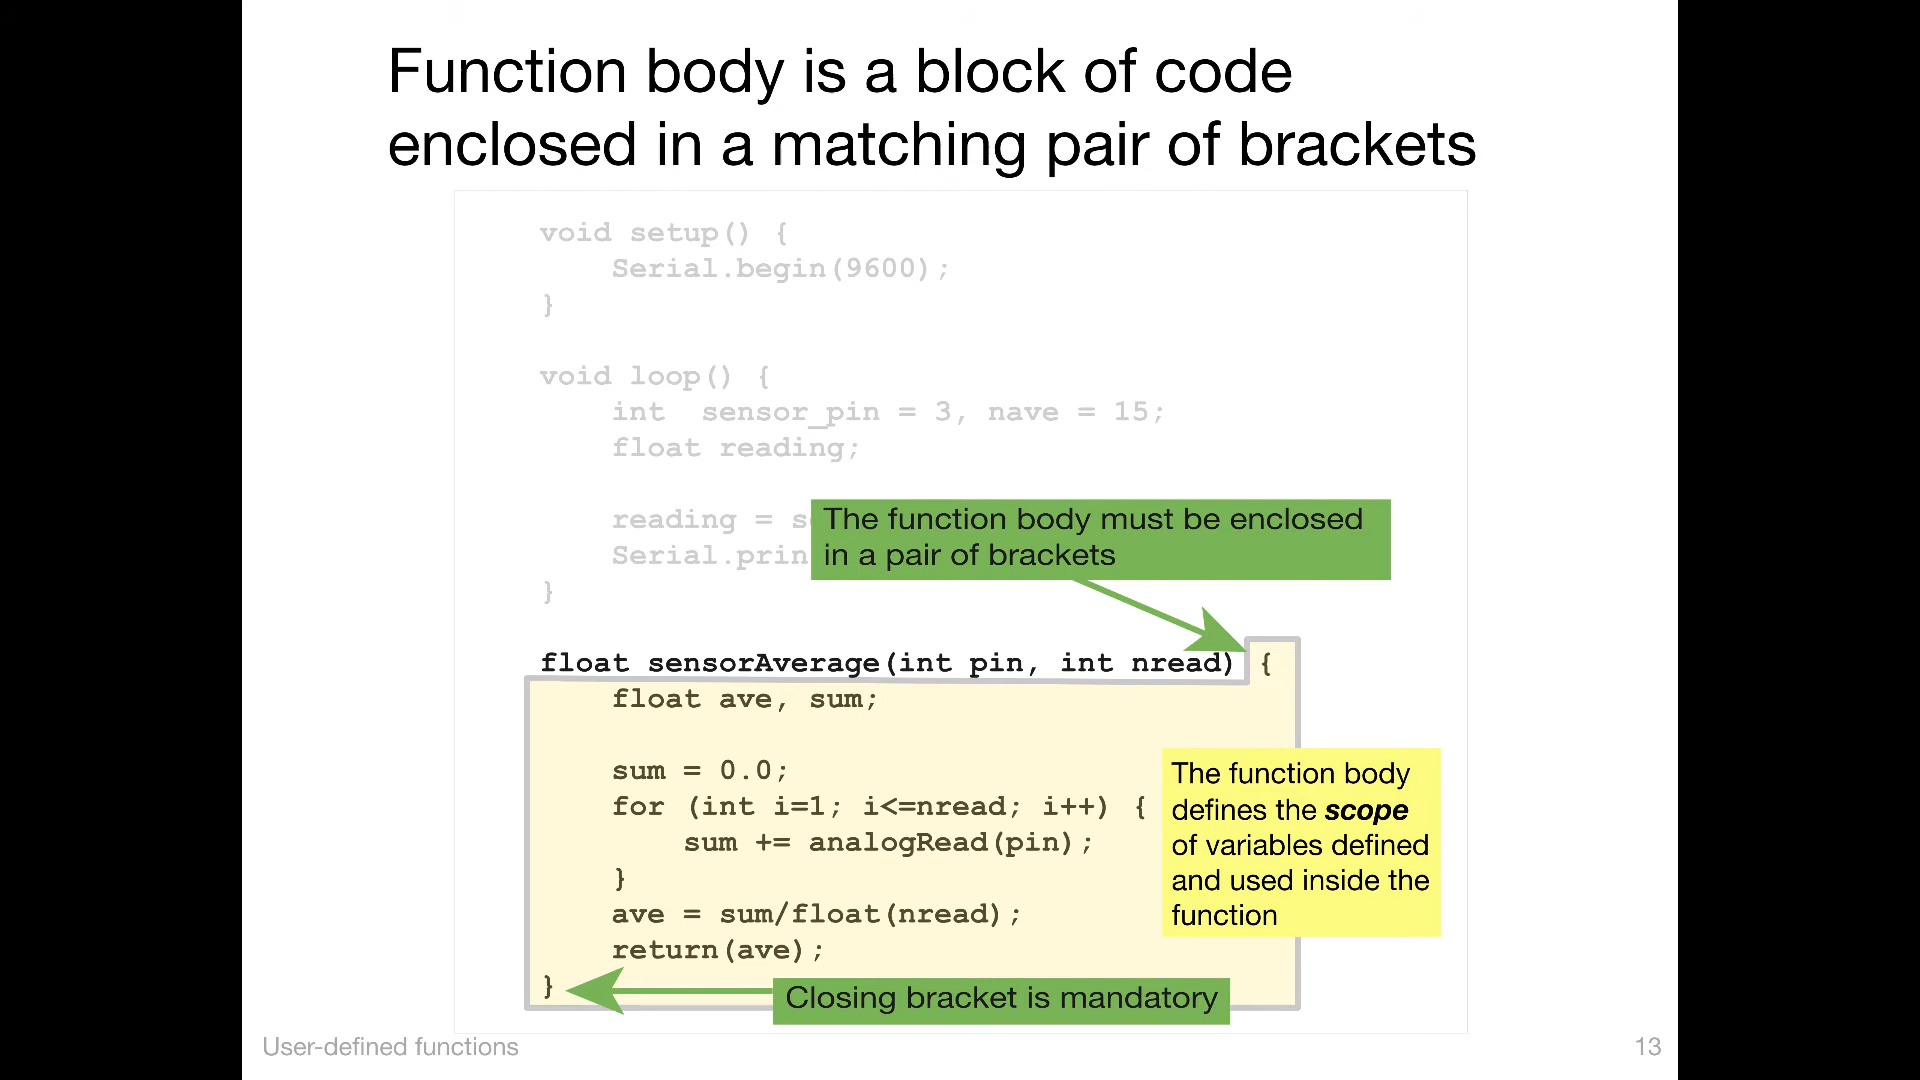 Function body is a block of code
enclosed in a matching pair of brackets
void setup() {
Serial.begin(9600);
}
void loop() {
int  sensor_pin = 3, nave = 15;
float reading;
reading =
Serial.prin
}
The function body must be enclosed
in a pair of brackets
float sensorAverage(int pin, int nread) {
float ave, sum;
sum = 0.0;
for (int i=1; i<=nread; i++) {
sum += analogRead(pin);
}
ave = sum/float(nread);
return(ave);
}
The function body
defines the scope
of variables defined
and used inside the
function
Closing bracket is mandatory
User-defined functions
13